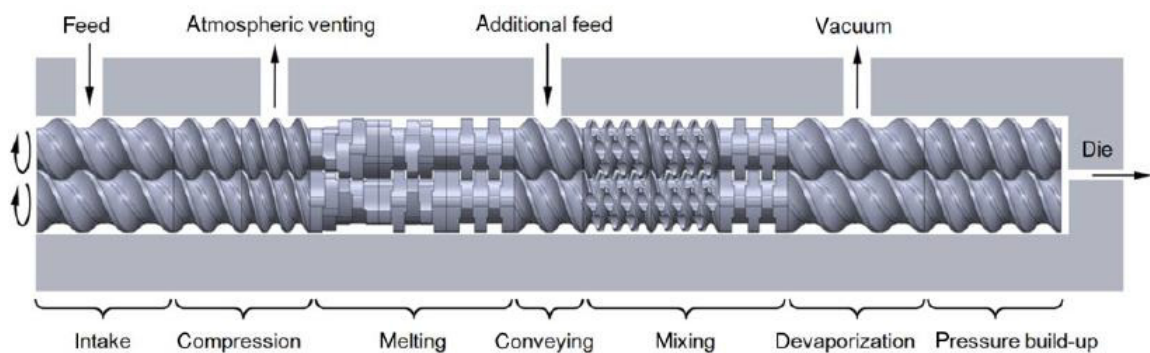 Feed
Atmospheric venting
Additional feed
Vacuum
Die
Intake
Compression
Melting
Conveying
Mixing
Devaporization
Pressure build-up